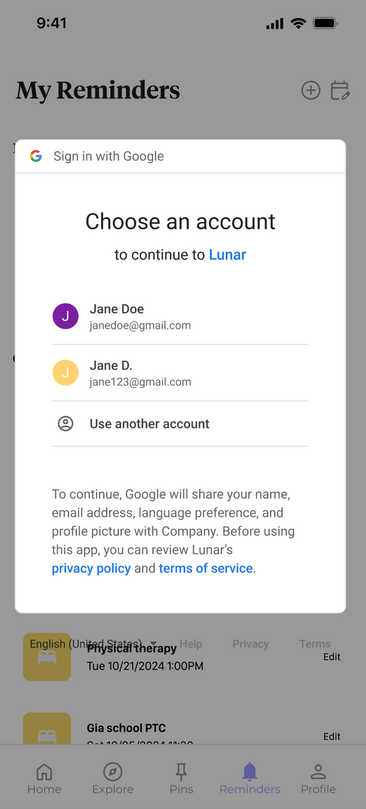 9:41
My Reminders
Sign in with Google
Choose an account
to continue to Lunar
J
Jane Doe
janedoe@gmail.com
J
Jane D.
jane123@gmail.com
Use another account
To continue, Google will share your name,
email address, language preference, and
profile picture with Company. Before using
this app, you can review Lunar’s
privacy policy and terms of service.
English (United States) Help Privacy Terms
Physical therapy
Tue 10/21/2024 1:00PM
Edit
Gia school PTC
Edit
Home Explore Pins Reminders Profile